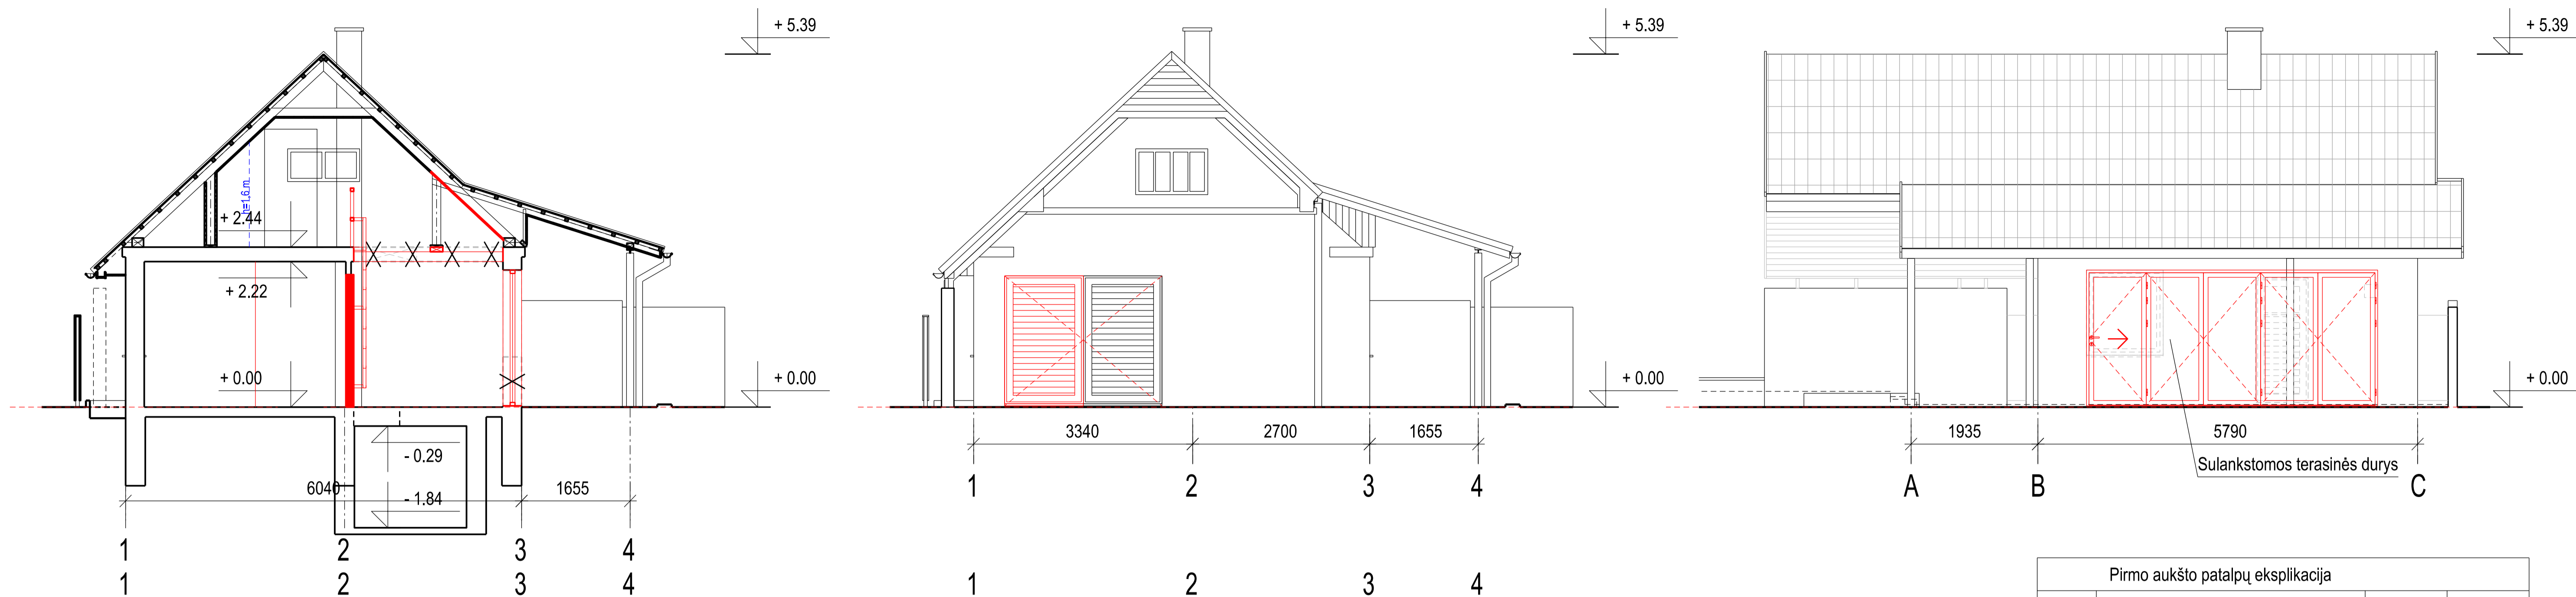 + 5.39
h=1,6 m
+ 2.44
+ 2.22
+ 0.00
+ 0.00
- 0.29
- 1.84
6040
1655
1 2 3 4
1 2 3 4
+ 5.39
+ 0.00
3340 2700 1655
1 2 3 4
1 2 3 4
+ 5.39
+ 0.00
1935 5790
Sulankstomos terasinės durys
A B C
Pirmo aukšto patalpų eksplikacija